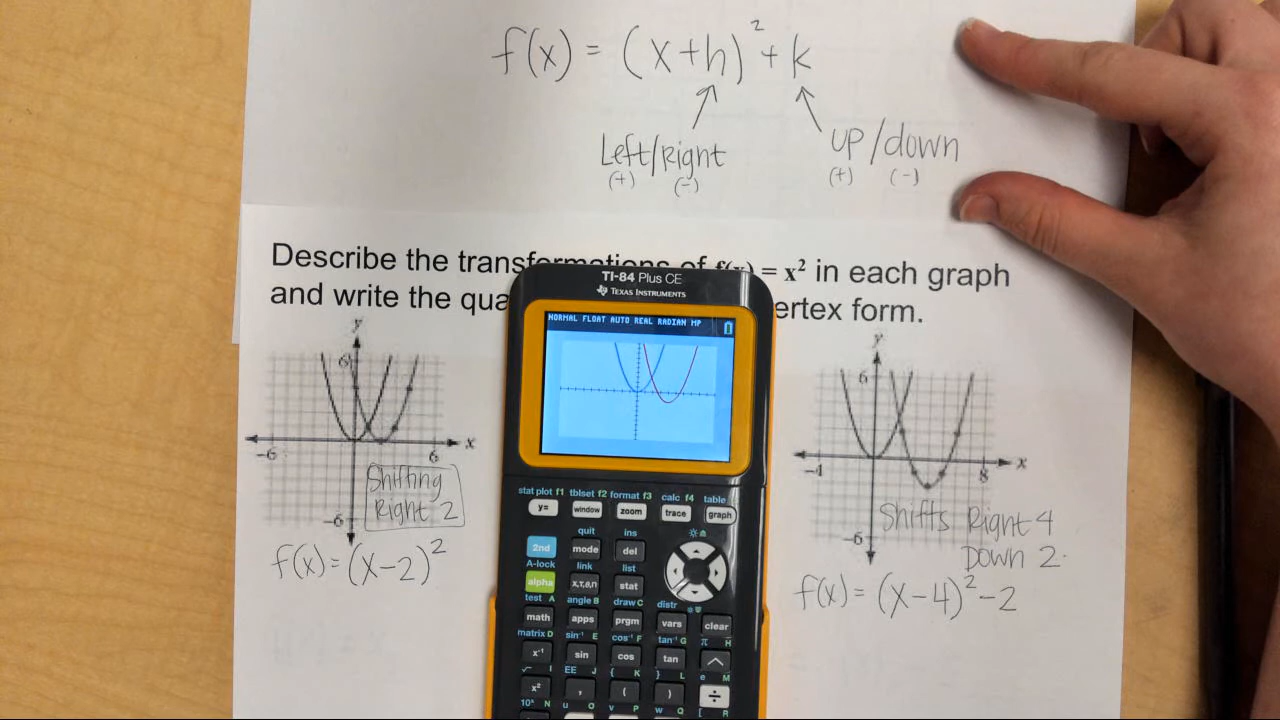 f(x) = (x+h)² + k
Left/Right
(+) (-)
up/down
(+) (-)
Describe the transformations of f(x) = x² in each graph
and write the qua ertex form.
TI-84 Plus CE
TEXAS INSTRUMENTS
NORMAL FLOAT AUTO REAL RADIAN MP
y
6
x
-6
6
-6
Shifting
Right 2
f(x) = (x-2)²
y
6
x
-4
8
-6
Shifts Right 4
Down 2.
f(x) = (x-4)² -2
stat plot f1 tblset f2 format f3 calc f4 table
y= window zoom trace graph
quit ins
2nd mode del
A-lock link list
alpha x,t,θ,n stat
test A angle B draw C distr
math apps prgm vars clear
matrix D sin⁻¹ E cos⁻¹ F tan⁻¹ G π H
x⁻¹ sin cos tan ^
√ I EE J { K } L e M
x² , ( ) ÷
10ˣ N u O v P w Q [ R